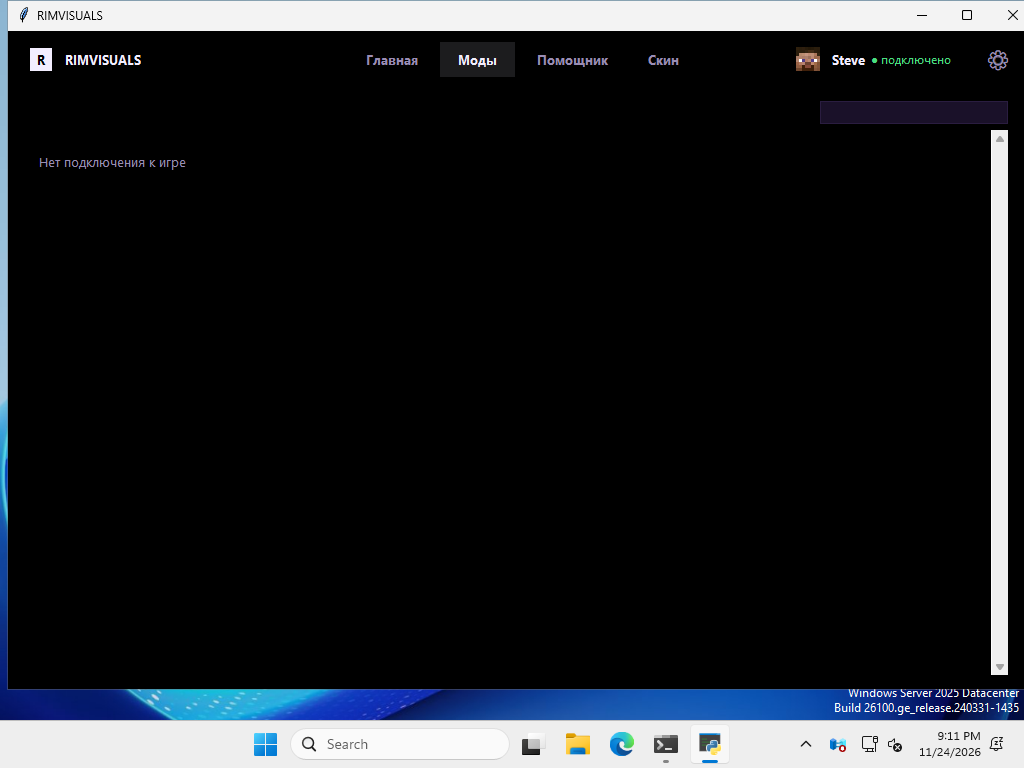 RIMVISUALS
R RIMVISUALS Главная Моды Помощник Скин Steve подключено
Нет подключения к игре
Windows Server 2025 Datacenter
Build 26100.ge_release.240331-1435
Search
9:11 PM
11/24/2026